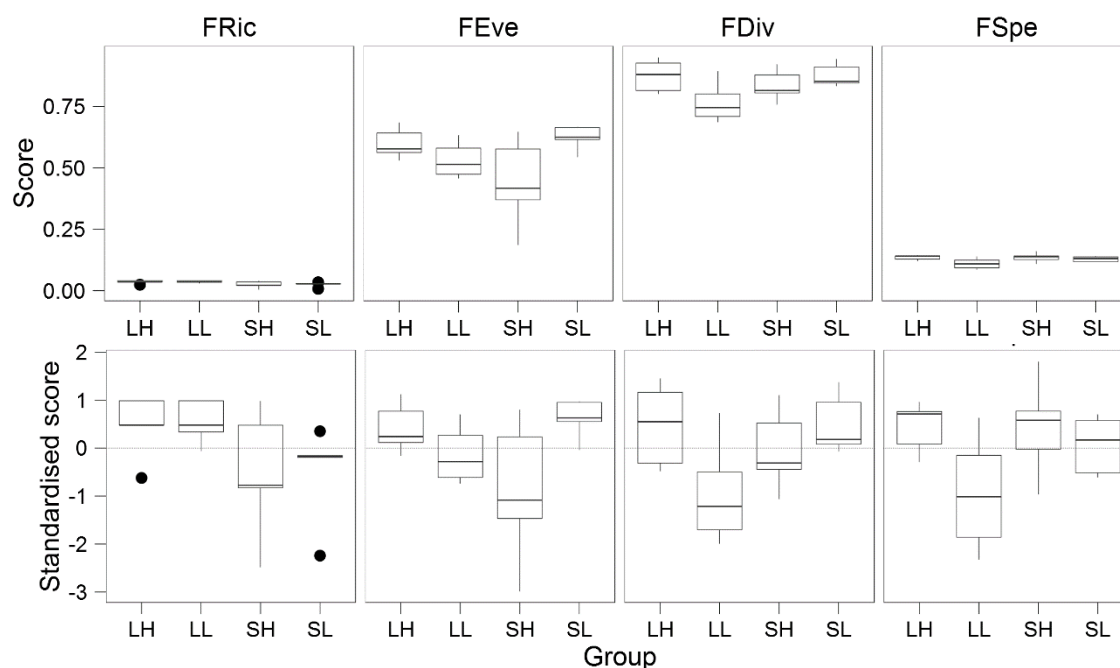 FRic FEve FDiv FSpe
Score
0.75
0.50
0.25
0.00
LH LL SH SL LH LL SH SL LH LL SH SL LH LL SH SL
Standardised score
2
1
0
-1
-2
-3
LH LL SH SL LH LL SH SL LH LL SH SL LH LL SH SL
Group